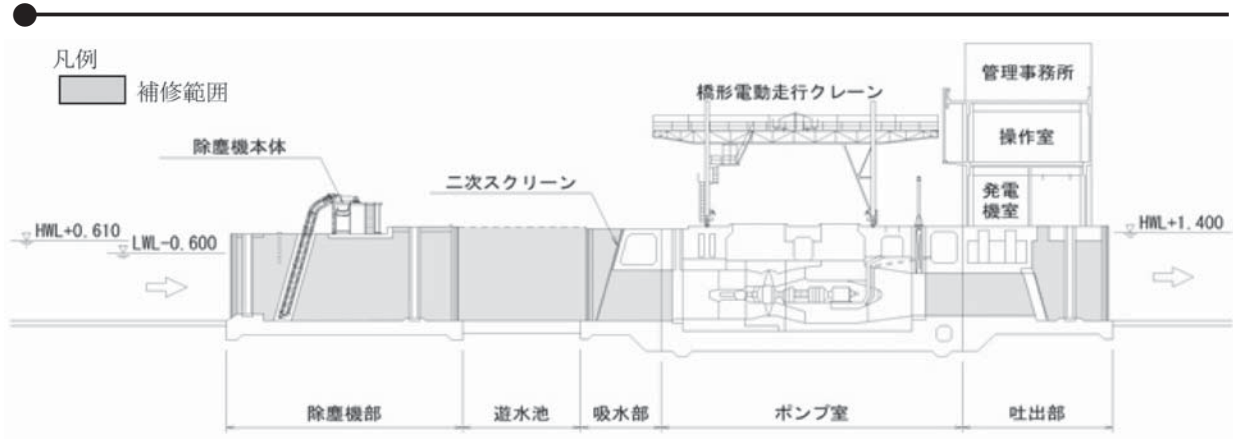 凡例
補修範囲
除塵機本体
二次スクリーン
橋形電動走行クレーン
管理事務所
操作室
発電
機室
HWL+0.610
LWL-0.600
HWL+1.400
除塵機部
遊水池
吸水部
ポンプ室
吐出部